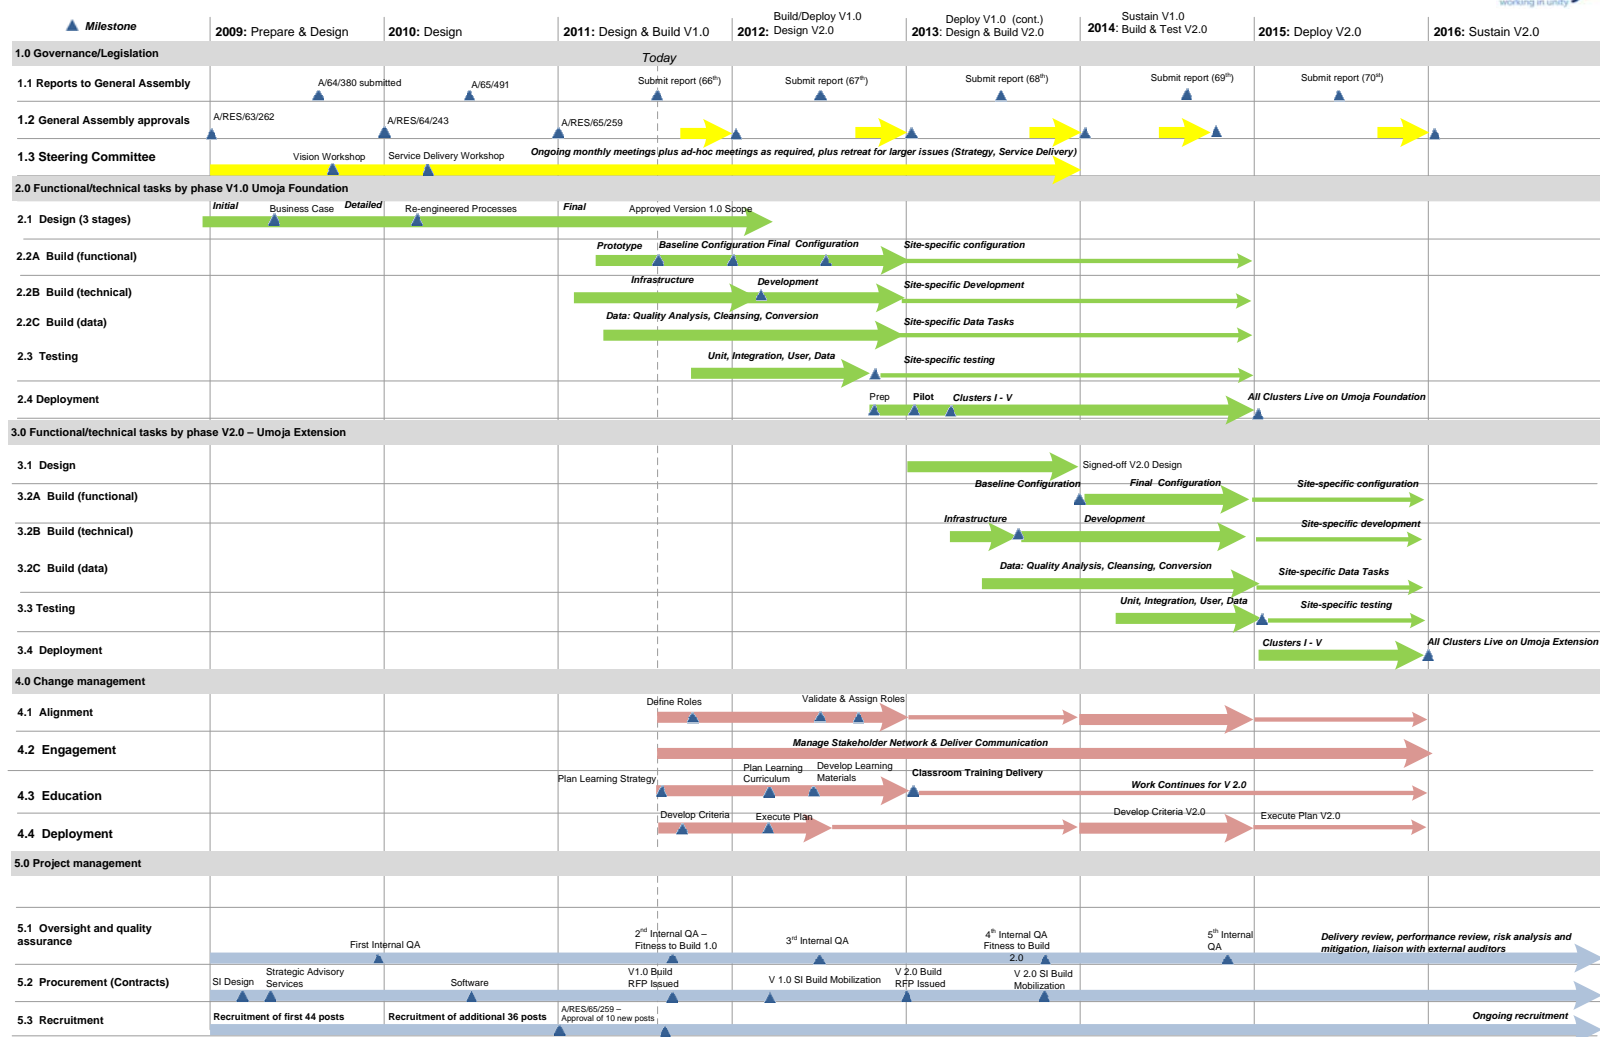 working in unity
Milestone
2009: Prepare & Design
2010: Design
2011: Design & Build V1.0
Build/Deploy V1.0
2012: Design V2.0
Deploy V1.0 (cont.)
2013: Design & Build V2.0
Sustain V1.0
2014: Build & Test V2.0
2015: Deploy V2.0
2016: Sustain V2.0
1.0 Governance/Legislation
Today
1.1 Reports to General Assembly
A/64/380 submitted
A/65/491
Submit report (66th)
Submit report (67th)
Submit report (68th)
Submit report (69th)
Submit report (70st)
1.2 General Assembly approvals
A/RES/63/262
A/RES/64/243
A/RES/65/259
1.3 Steering Committee
Vision Workshop
Service Delivery Workshop
Ongoing monthly meetings plus ad-hoc meetings as required, plus retreat for larger issues (Strategy, Service Delivery)
2.0 Functional/technical tasks by phase V1.0 Umoja Foundation
2.1 Design (3 stages)
Initial
Business Case
Detailed
Re-engineered Processes
Final
Approved Version 1.0 Scope
2.2A Build (functional)
Prototype
Baseline Configuration
Final Configuration
Site-specific configuration
2.2B Build (technical)
Infrastructure
Development
Site-specific Development
2.2C Build (data)
Data: Quality Analysis, Cleansing, Conversion
Site-specific Data Tasks
2.3 Testing
Unit, Integration, User, Data
Site-specific testing
2.4 Deployment
Prep
Pilot
Clusters I - V
All Clusters Live on Umoja Foundation
3.0 Functional/technical tasks by phase V2.0 – Umoja Extension
3.1 Design
Signed-off V2.0 Design
3.2A Build (functional)
Baseline Configuration
Final Configuration
Site-specific configuration
3.2B Build (technical)
Infrastructure
Development
Site-specific development
3.2C Build (data)
Data: Quality Analysis, Cleansing, Conversion
Site-specific Data Tasks
3.3 Testing
Unit, Integration, User, Data
Site-specific testing
3.4 Deployment
Clusters I - V
All Clusters Live on Umoja Extension
4.0 Change management
4.1 Alignment
Define Roles
Validate & Assign Roles
4.2 Engagement
Manage Stakeholder Network & Deliver Communication
4.3 Education
Plan Learning Strategy
Plan Learning
Curriculum
Develop Learning
Materials
Classroom Training Delivery
Work Continues for V 2.0
4.4 Deployment
Develop Criteria
Execute Plan
Develop Criteria V2.0
Execute Plan V2.0
5.0 Project management
5.1 Oversight and quality
assurance
First Internal QA
2nd Internal QA –
Fitness to Build 1.0
3rd Internal QA
4th Internal QA
Fitness to Build
2.0
5th Internal
QA
Delivery review, performance review, risk analysis and
mitigation, liaison with external auditors
5.2 Procurement (Contracts)
SI Design
Strategic Advisory
Services
Software
V1.0 Build
RFP Issued
V 1.0 SI Build Mobilization
V 2.0 Build
RFP Issued
V 2.0 SI Build
Mobilization
5.3 Recruitment
Recruitment of first 44 posts
Recruitment of additional 36 posts
A/RES/65/259 –
Approval of 10 new posts
Ongoing recruitment